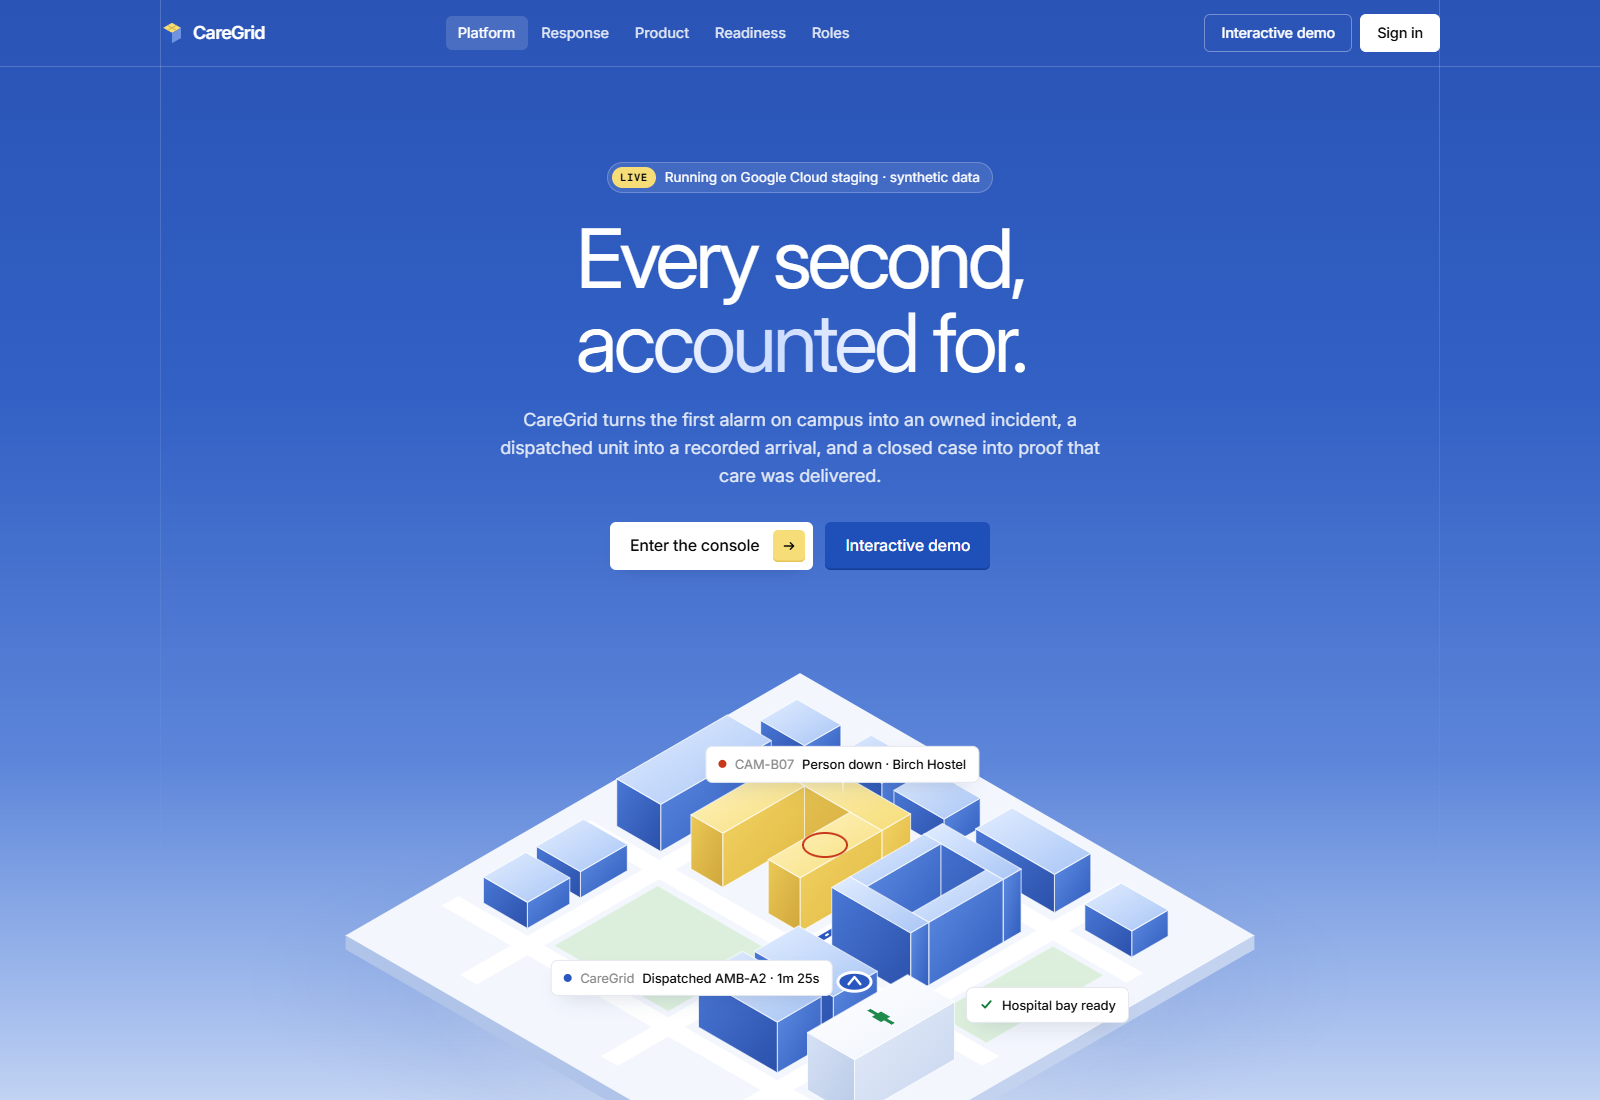 CareGrid
Platform
Response
Product
Readiness
Roles
Interactive demo
Sign in
LIVE
Running on Google Cloud staging · synthetic data
Every second,
accounted for.
CareGrid turns the first alarm on campus into an owned incident, a
dispatched unit into a recorded arrival, and a closed case into proof that
care was delivered.
Enter the console
Interactive demo
CAM-B07 Person down · Birch Hostel
CareGrid Dispatched AMB-A2 · 1m 25s
Hospital bay ready